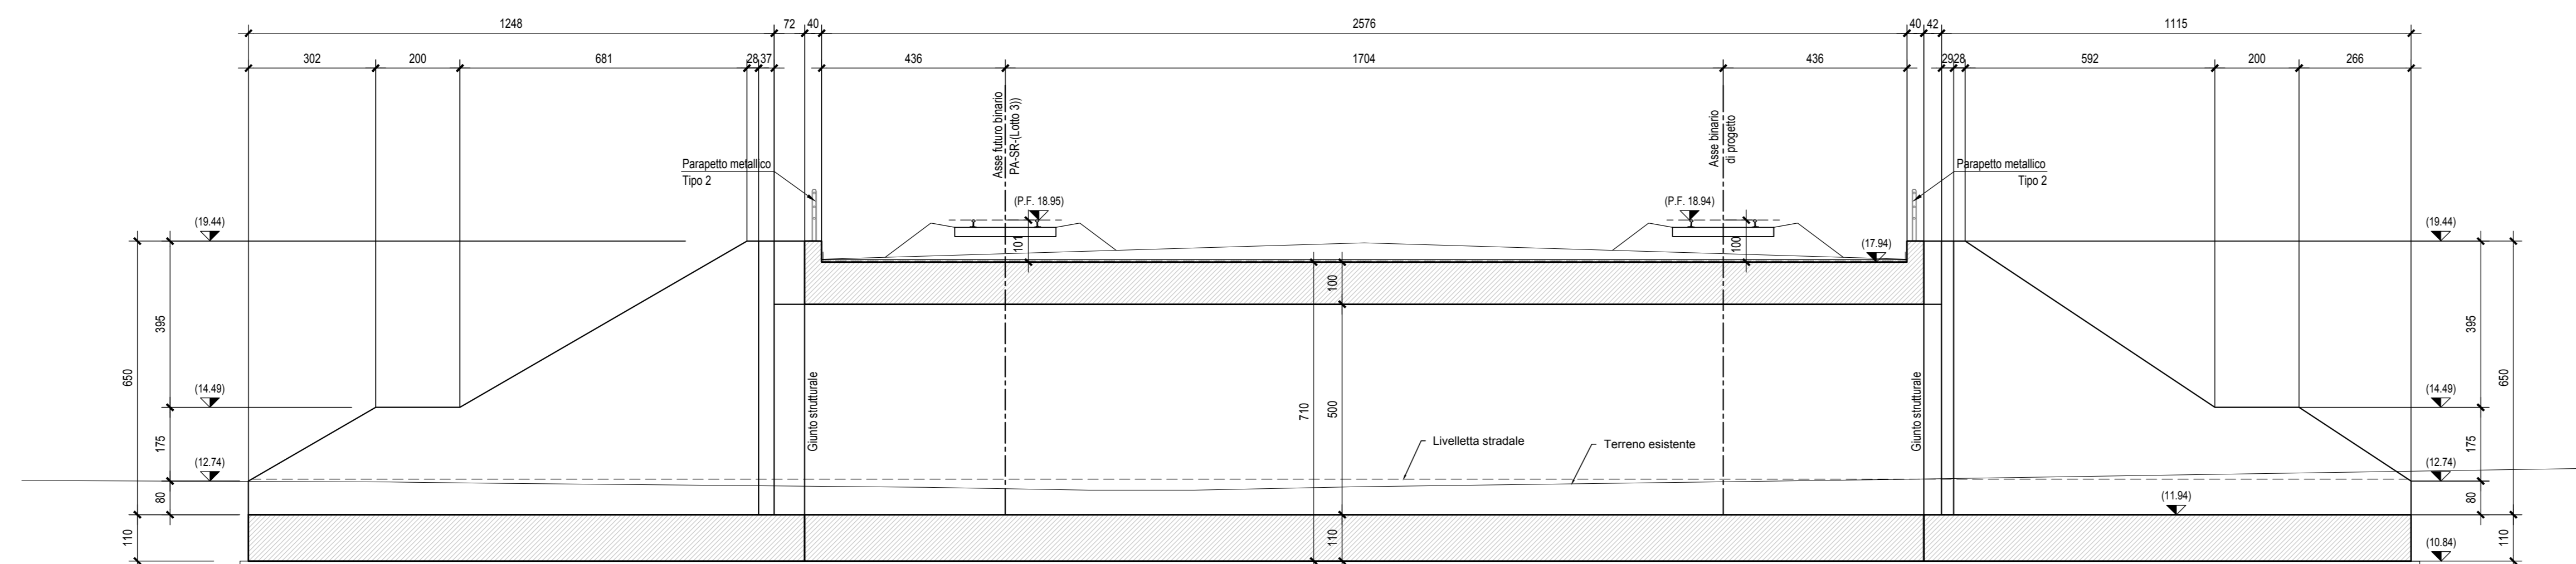 1248 72 40 2576 40 42 1115
302 200 681 28 37 436 1704 436 29 28 592 200 266
Asse futuro binario
PA-SR-(Lotto 3))
Asse binario
di progetto
Parapetto metallico
Tipo 2
Parapetto metallico
Tipo 2
(P.F. 18.95)
(P.F. 18.94)
(19.44)
(19.44)
101
100
(17.94)
100
395
395
650
650
(14.49)
(14.49)
Giunto strutturale
Giunto strutturale
710
500
175
175
Livelletta stradale
Terreno esistente
(12.74)
(12.74)
80
80
(11.94)
110
110
110
(10.84)